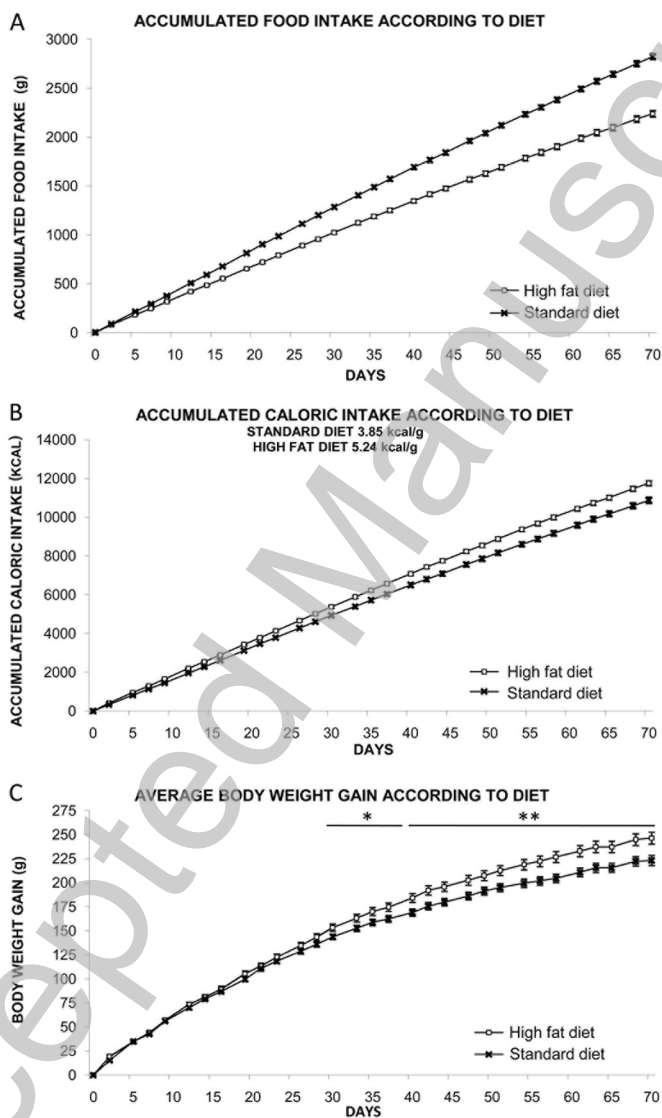 A
ACCUMULATED FOOD INTAKE ACCORDING TO DIET
ACCUMULATED FOOD INTAKE (g)
3000
2500
2000
1500
1000
500
0
High fat diet
Standard diet
0 5 10 15 20 25 30 35 40 45 50 55 60 65 70
DAYS
B
ACCUMULATED CALORIC INTAKE ACCORDING TO DIET
STANDARD DIET 3.85 kcal/g
HIGH FAT DIET 5.24 kcal/g
ACCUMULATED CALORIC INTAKE (KCAL)
14000
12000
10000
8000
6000
4000
2000
0
High fat diet
Standard diet
0 5 10 15 20 25 30 35 40 45 50 55 60 65 70
DAYS
C
AVERAGE BODY WEIGHT GAIN ACCORDING TO DIET
* **
BODY WEIGHT GAIN (g)
275
250
225
200
175
150
125
100
75
50
25
0
High fat diet
Standard diet
0 5 10 15 20 25 30 35 40 45 50 55 60 65 70
DAYS
cepted Manusc